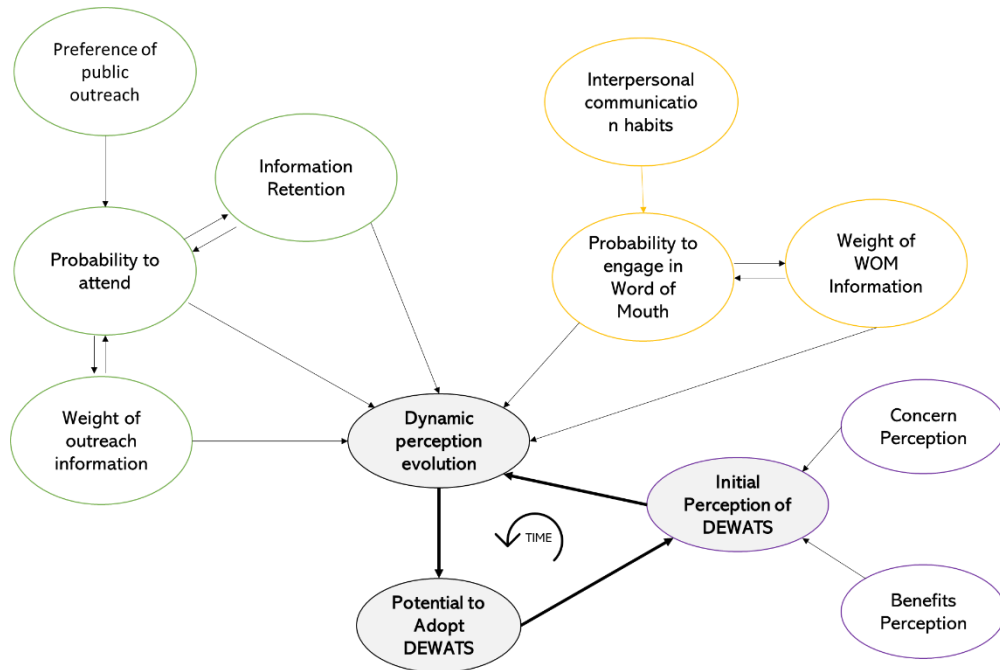 Preference of
public
outreach
Interpersonal
communicatio
n habits
Information
Retention
Probability to
attend
Probability to
engage in
Word of
Mouth
Weight of
WOM
Information
Weight of
outreach
information
Dynamic
perception
evolution
Concern
Perception
Initial
Perception of
DEWATS
TIME
Potential to
Adopt
DEWATS
Benefits
Perception